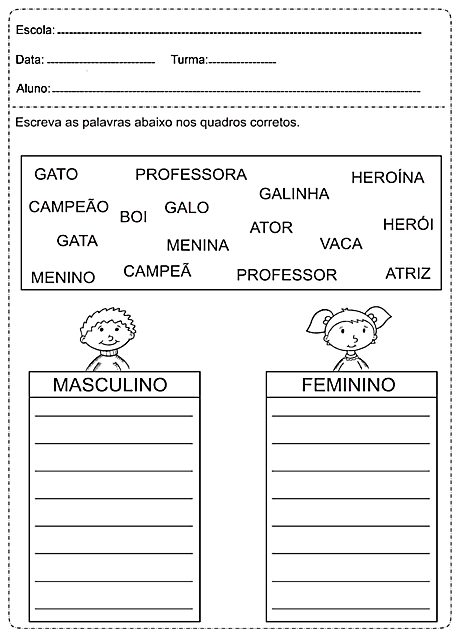 Escola:
Data: Turma:
Aluno:
Escreva as palavras abaixo nos quadros corretos.
GATO PROFESSORA HEROÍNA
CAMPEÃO BOI GALO GALINHA
GATA MENINA ATOR VACA HERÓI
MENINO CAMPEÃ PROFESSOR ATRIZ
MASCULINO FEMININO